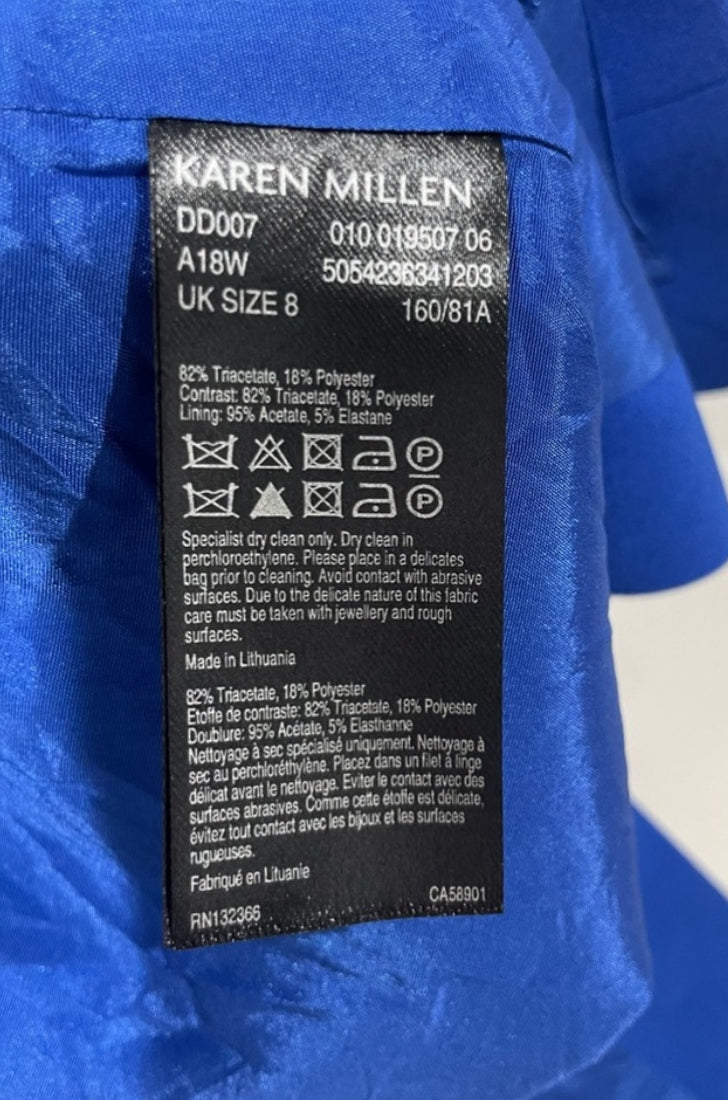 KAREN MILLEN
DD007 010 019507 06
A18W 5054236341203
UK SIZE 8 160/81A
82% Triacetate, 18% Polyester
Contrast: 82% Triacetate, 18% Polyester
Lining: 95% Acetate, 5% Elastane
P
P
Specialist dry clean only. Dry clean in
perchloroethylene. Please place in a delicates
bag prior to cleaning. Avoid contact with abrasive
surfaces. Due to the delicate nature of this fabric
care must be taken with jewellery and rough
surfaces.
Made in Lithuania
82% Triacetate, 18% Polyester
Etoffe de contraste: 82% Triacetate, 18% Polyester
Doublure: 95% Acétate, 5% Elasthanne
Nettoyage à sec spécialisé uniquement. Nettoyage à
sec au perchloréthylène. Placez dans un filet à linge
délicat avant le nettoyage. Eviter le contact avec des
surfaces abrasives. Comme cette étoffe est délicate,
évitez tout contact avec les bijoux et les surfaces
rugueuses.
Fabriqué en Lituanie
RN132366 CA58901